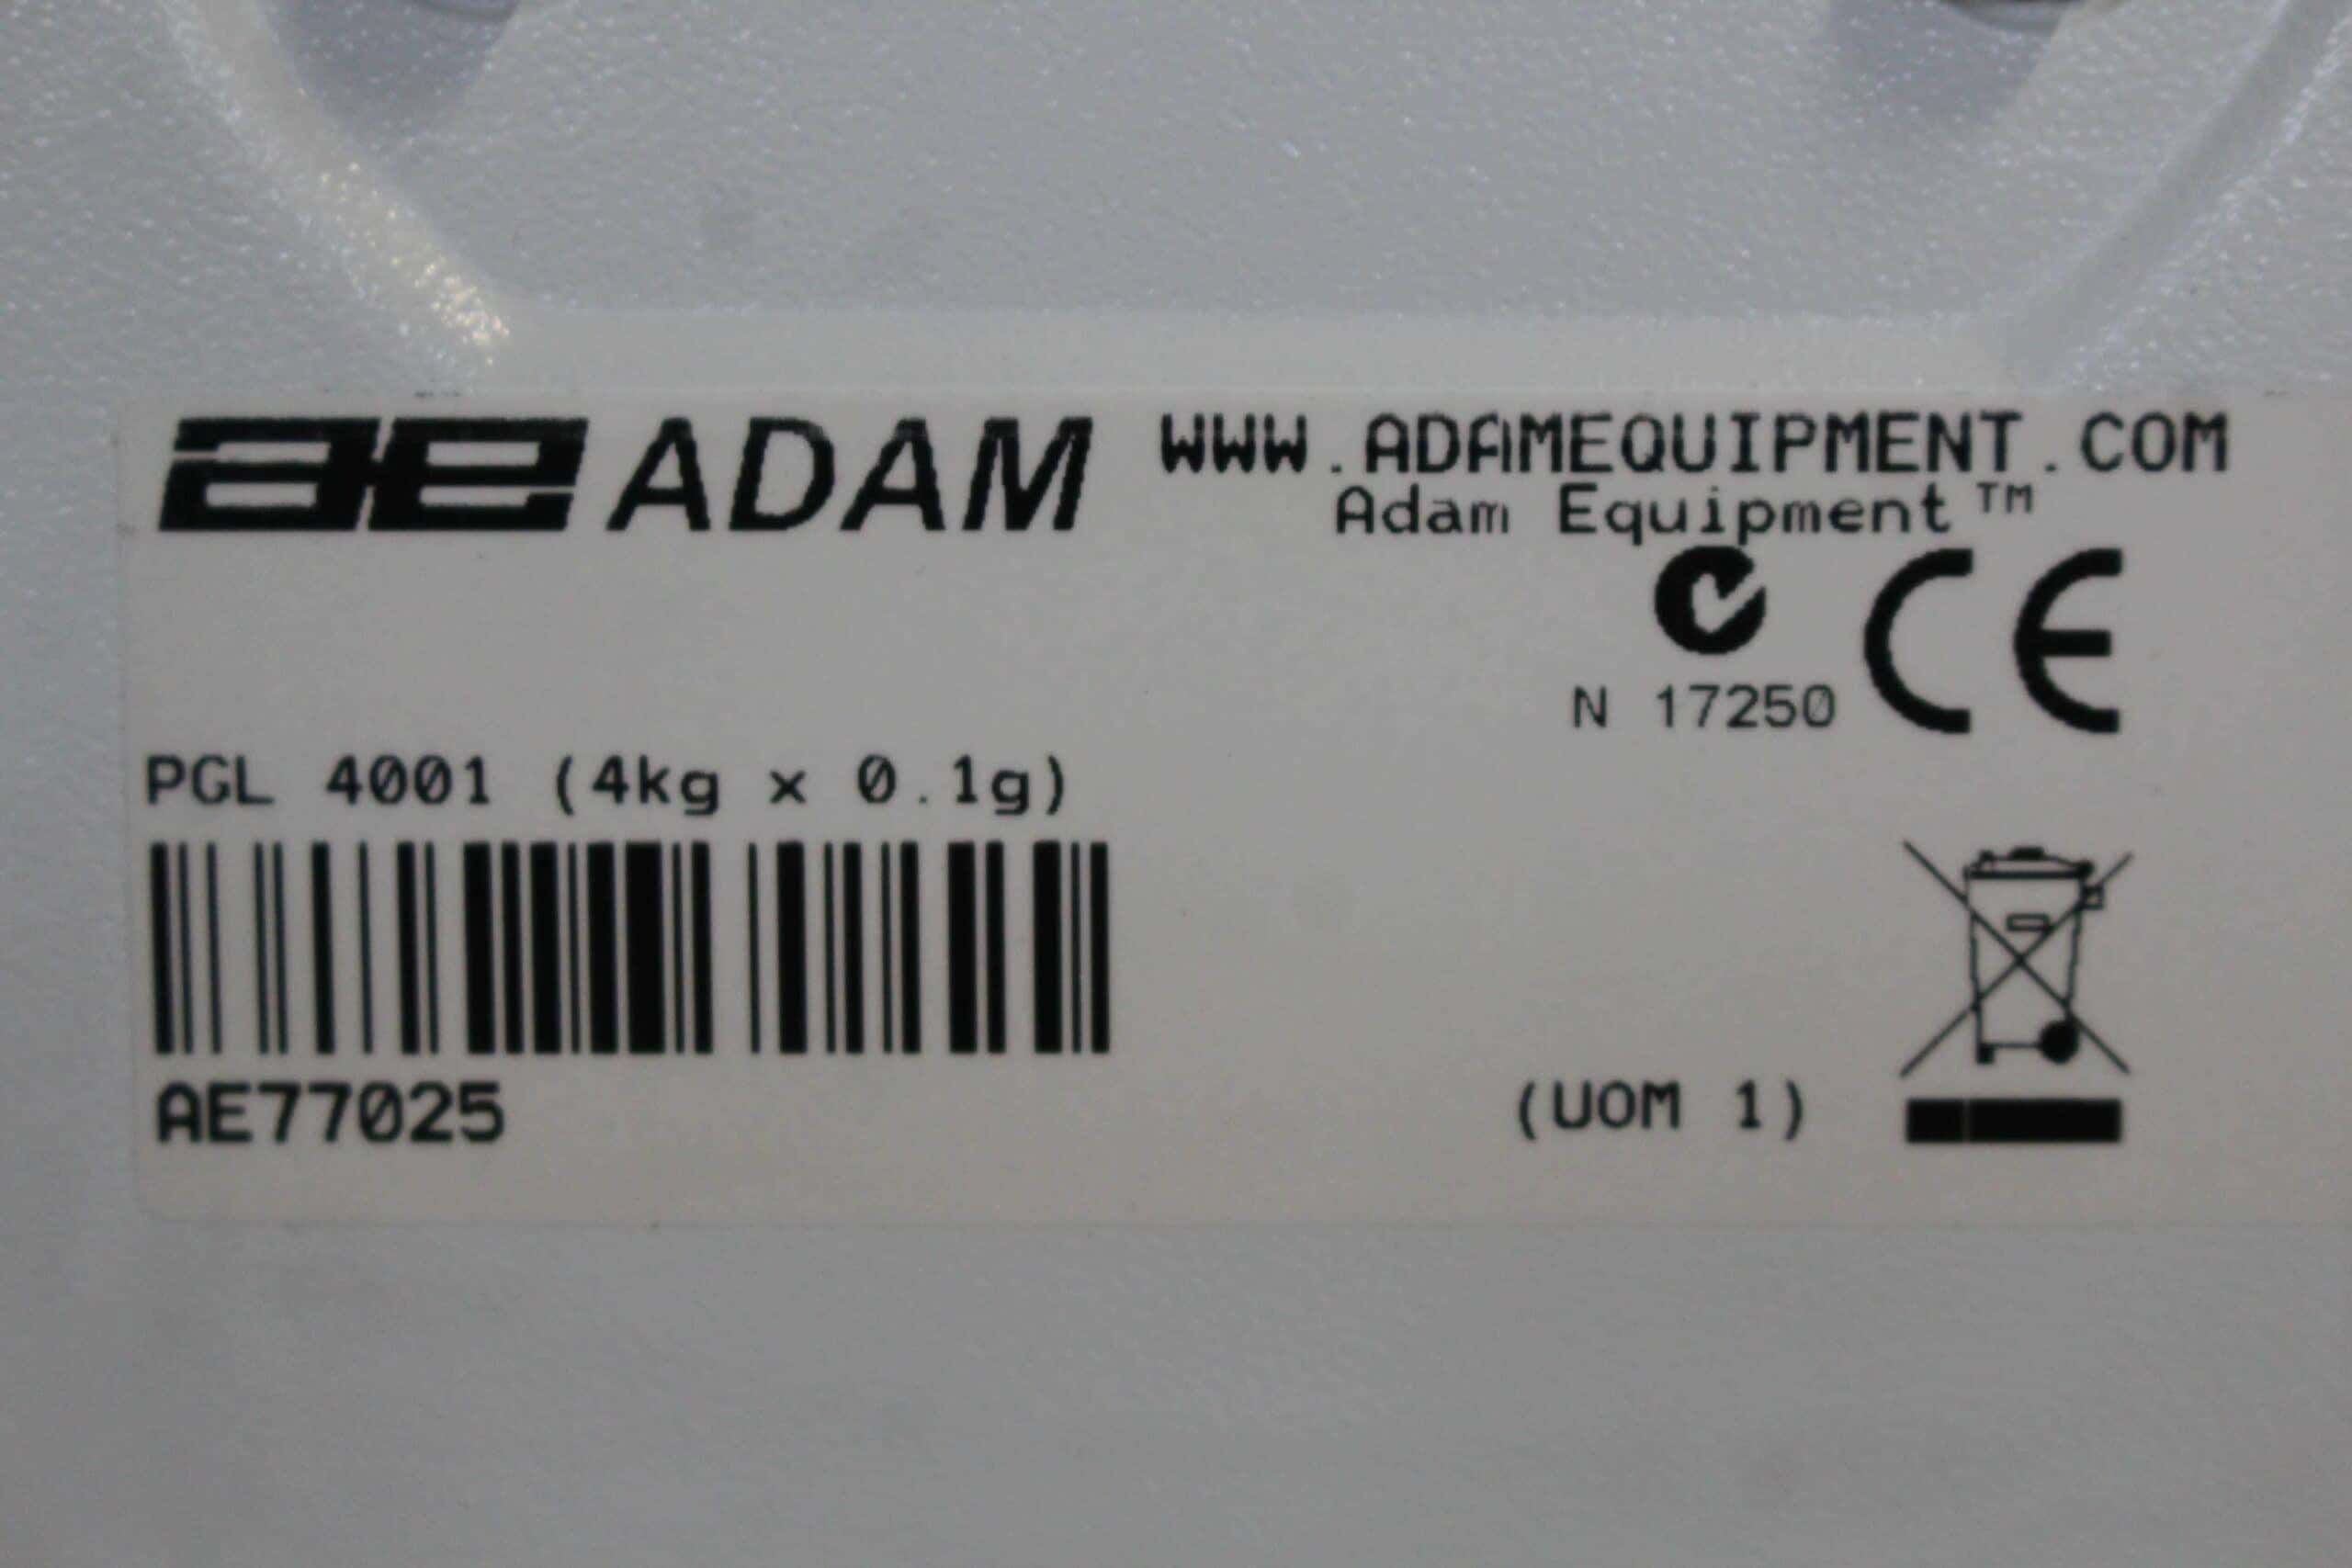 ae ADAM WWW.ADAMEQUIPMENT.COM
Adam Equipment™
CE
N 17250
PGL 4001 (4kg x 0.1g)
AE77025
(UOM 1)